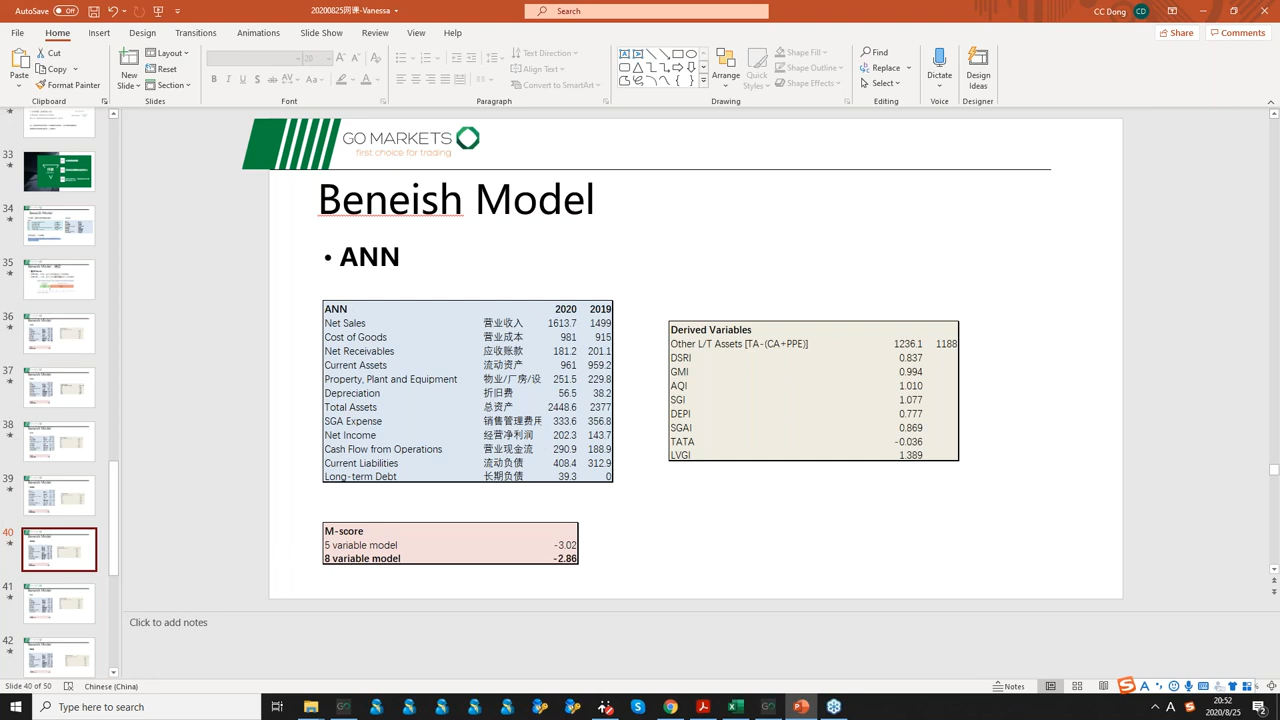 AutoSave Off
20200825网课-Vanessa
Search
CC Dong CD
File Home Insert Design Transitions Animations Slide Show Review View Help Share Comments
Paste Cut Copy Format Painter
New Slide Layout Reset Section
20
Text Direction Align Text Convert to SmartArt
Arrange Quick Styles Shape Fill Shape Outline Shape Effects
Find Replace Select
Dictate Design Ideas
Clipboard Slides Font Paragraph Drawing Editing Voice Designer
34
35
36
37
38
39
40
41
42
GO MARKETS
first choice for trading
Beneish Model
• ANN
ANN 2020 2019
Net Sales 营业收入 1613.7 1499
Cost of Goods 营业成本 981 915
Net Receivables 应收账款 181.2 201.1
Current Assets 流动资产 961 959.2
Property, Plant and Equipment 物业/厂房/设 251.5 229.8
Depreciation 折旧费 56.5 38.2
Total Assets 总资产 2448.6 2377
SGA Expense 销售管理费用 333.6 356.8
Net Income 经营净利润 202.3 143.7
Cash Flow from Operations 营业现金流 290.9 188.9
Current Liabilities 流动负债 408.4 312.9
Long-term Debt 长期负债 39.3 0
Derived Variables
Other L/T Assets [TA-(CA+PPE)] 1236.1 1188
DSRI 0.837
GMI 0.994
AQI 1.010
SGI 1.077
DEPI 0.777
SGAI 0.869
TATA -0.036
LVGI 1.389
M-score
5 variable model -3.02
8 variable model -2.86
Click to add notes
Slide 40 of 50 Chinese (China) Notes
Type here to search
20:52
2020/8/25